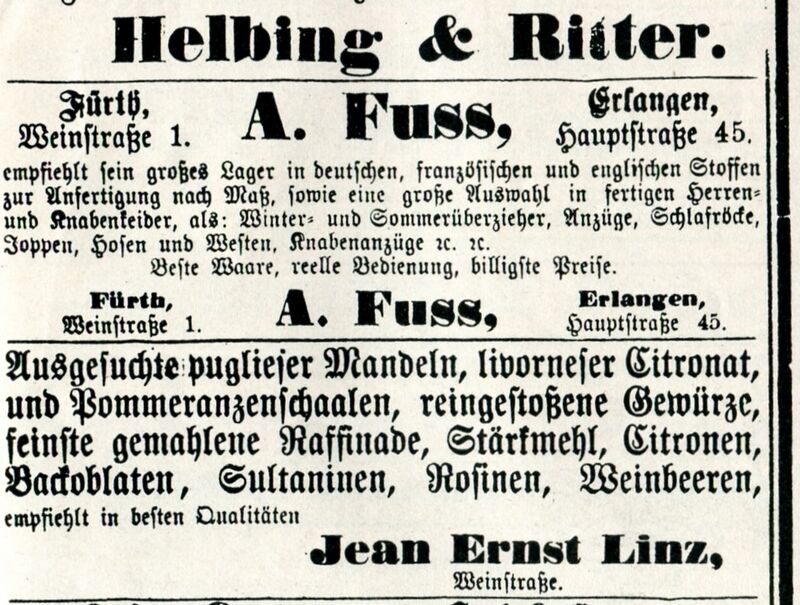 Helbing & Ritter.
Fürth, A. Fuss, Erlangen,
Weinstraße 1. Hauptstraße 45.
empfiehlt sein großes Lager in deutschen, französischen und englischen Stoffen
zur Anfertigung nach Maß, sowie eine große Auswahl in fertigen Herren-
und Knabenkeider, als: Winter- und Sommerüberzieher, Anzüge, Schlafröcke,
Joppen, Hosen und Westen, Knabenanzüge ꝛc. ꝛc.
Beste Waare, reelle Bedienung, billigste Preise.
Fürth, A. Fuss, Erlangen,
Weinstraße 1. Hauptstraße 45.
Ausgesuchte puglieser Mandeln, livorneser Citronat,
und Pommeranzenschaalen, reingestoßene Gewürze,
feinste gemahlene Raffinade, Stärkmehl, Citronen,
Backoblaten, Sultaninen, Rosinen, Weinbeeren,
empfiehlt in besten Qualitäten
Jean Ernst Linz,
Weinstraße.